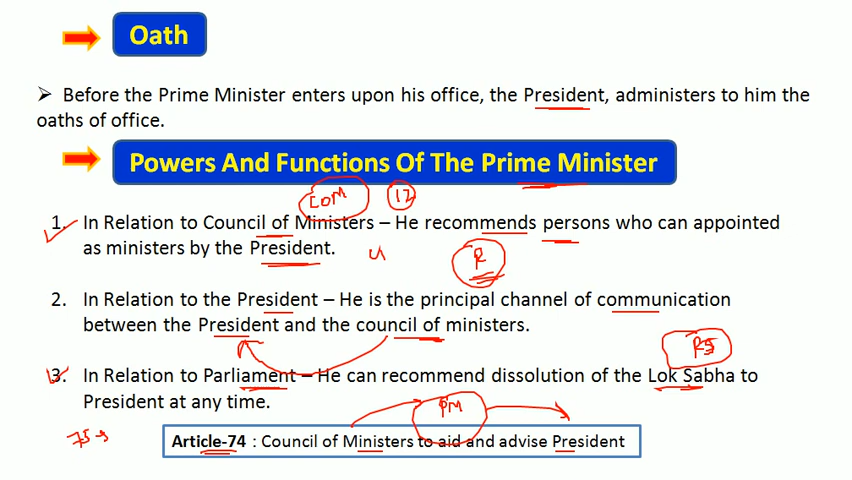 Oath
➤ Before the Prime Minister enters upon his office, the President, administers to him the
oaths of office.
Powers And Functions Of The Prime Minister
COM 12
1. In Relation to Council of Ministers – He recommends persons who can appointed
as ministers by the President.
R
2. In Relation to the President – He is the principal channel of communication
between the President and the council of ministers.
RS
3. In Relation to Parliament – He can recommend dissolution of the Lok Sabha to
President at any time.
PM
75
Article-74 : Council of Ministers to aid and advise President